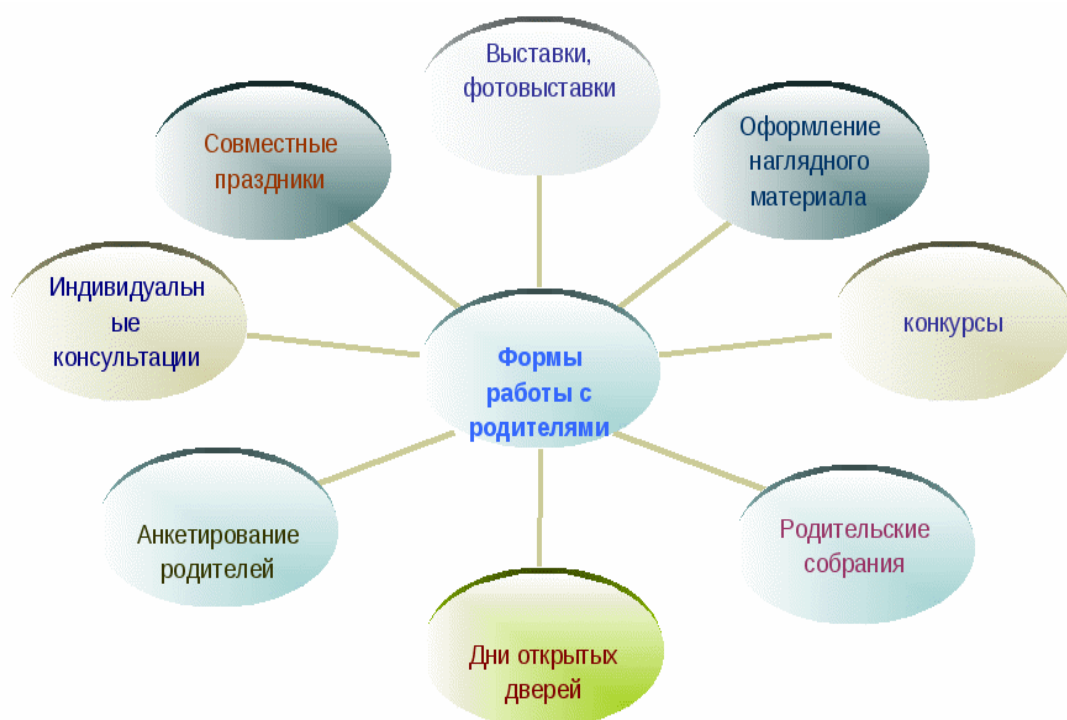 Выставки,
фотовыставки
Совместные
праздники
Оформление
наглядного
материала
Индивидуальн
ые
консультации
конкурсы
Формы
работы с
родителями
Анкетирование
родителей
Родительские
собрания
Дни открытых
дверей